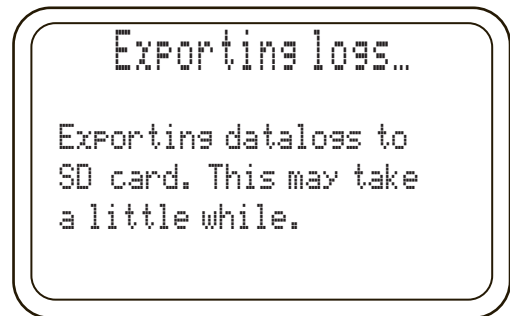 Exporting logs…
Exporting datalogs to
SD card. This may take
a little while.